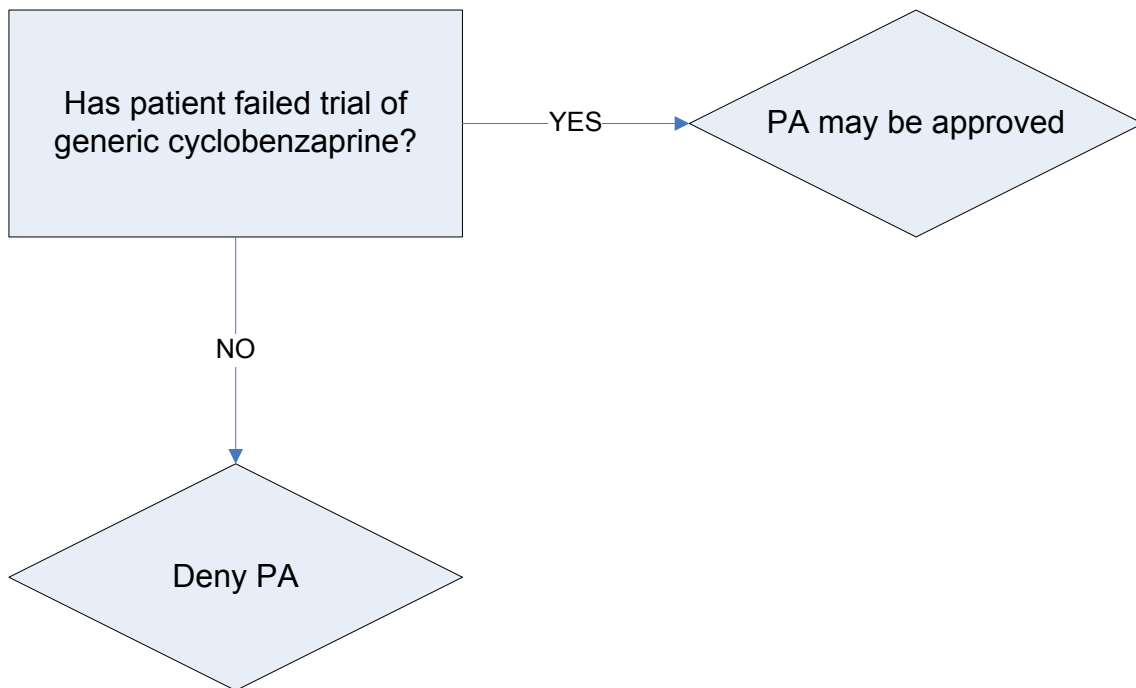 Has patient failed trial of
generic cyclobenzaprine?
YES
PA may be approved
NO
Deny PA